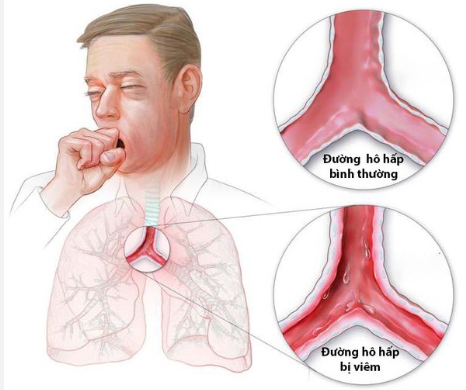 Đường hô hấp
bình thường
Đường hô hấp
bị viêm